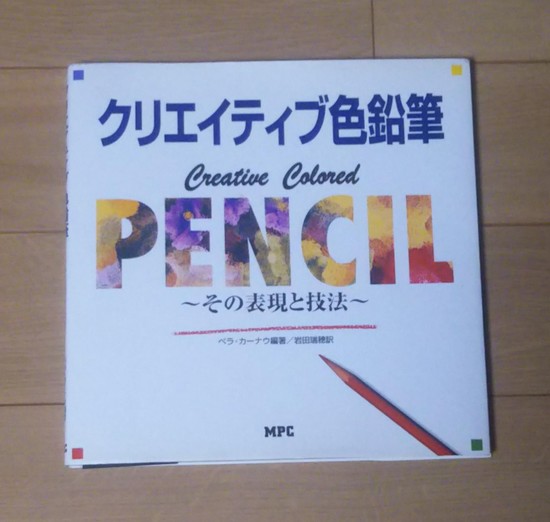 クリエイティブ色鉛筆
Creative Colored
PENCIL
〜その表現と技法〜
ベラ・カーナウ編著／岩田瑞穂訳
MPC